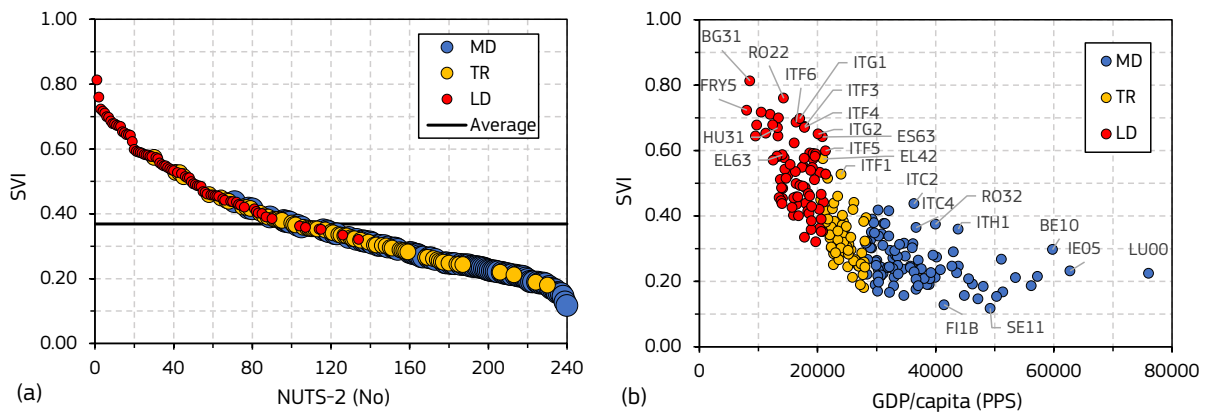 SVI
1.00
0.80
0.60
0.40
0.20
0.00
0
40
80
120
160
200
240
NUTS-2 (No)
MD
TR
LD
Average
(a)
SVI
1.00
0.80
0.60
0.40
0.20
0.00
0
20000
40000
60000
80000
GDP/capita (PPS)
MD
TR
LD
BG31
RO22
ITG1
ITF6
FRY5
ITF3
ITF4
HU31
ITG2
ES63
ITF5
EL63
EL42
ITF1
ITC2
ITC4
RO32
ITH1
BE10
IE05
LU00
FI1B
SE11
(b)